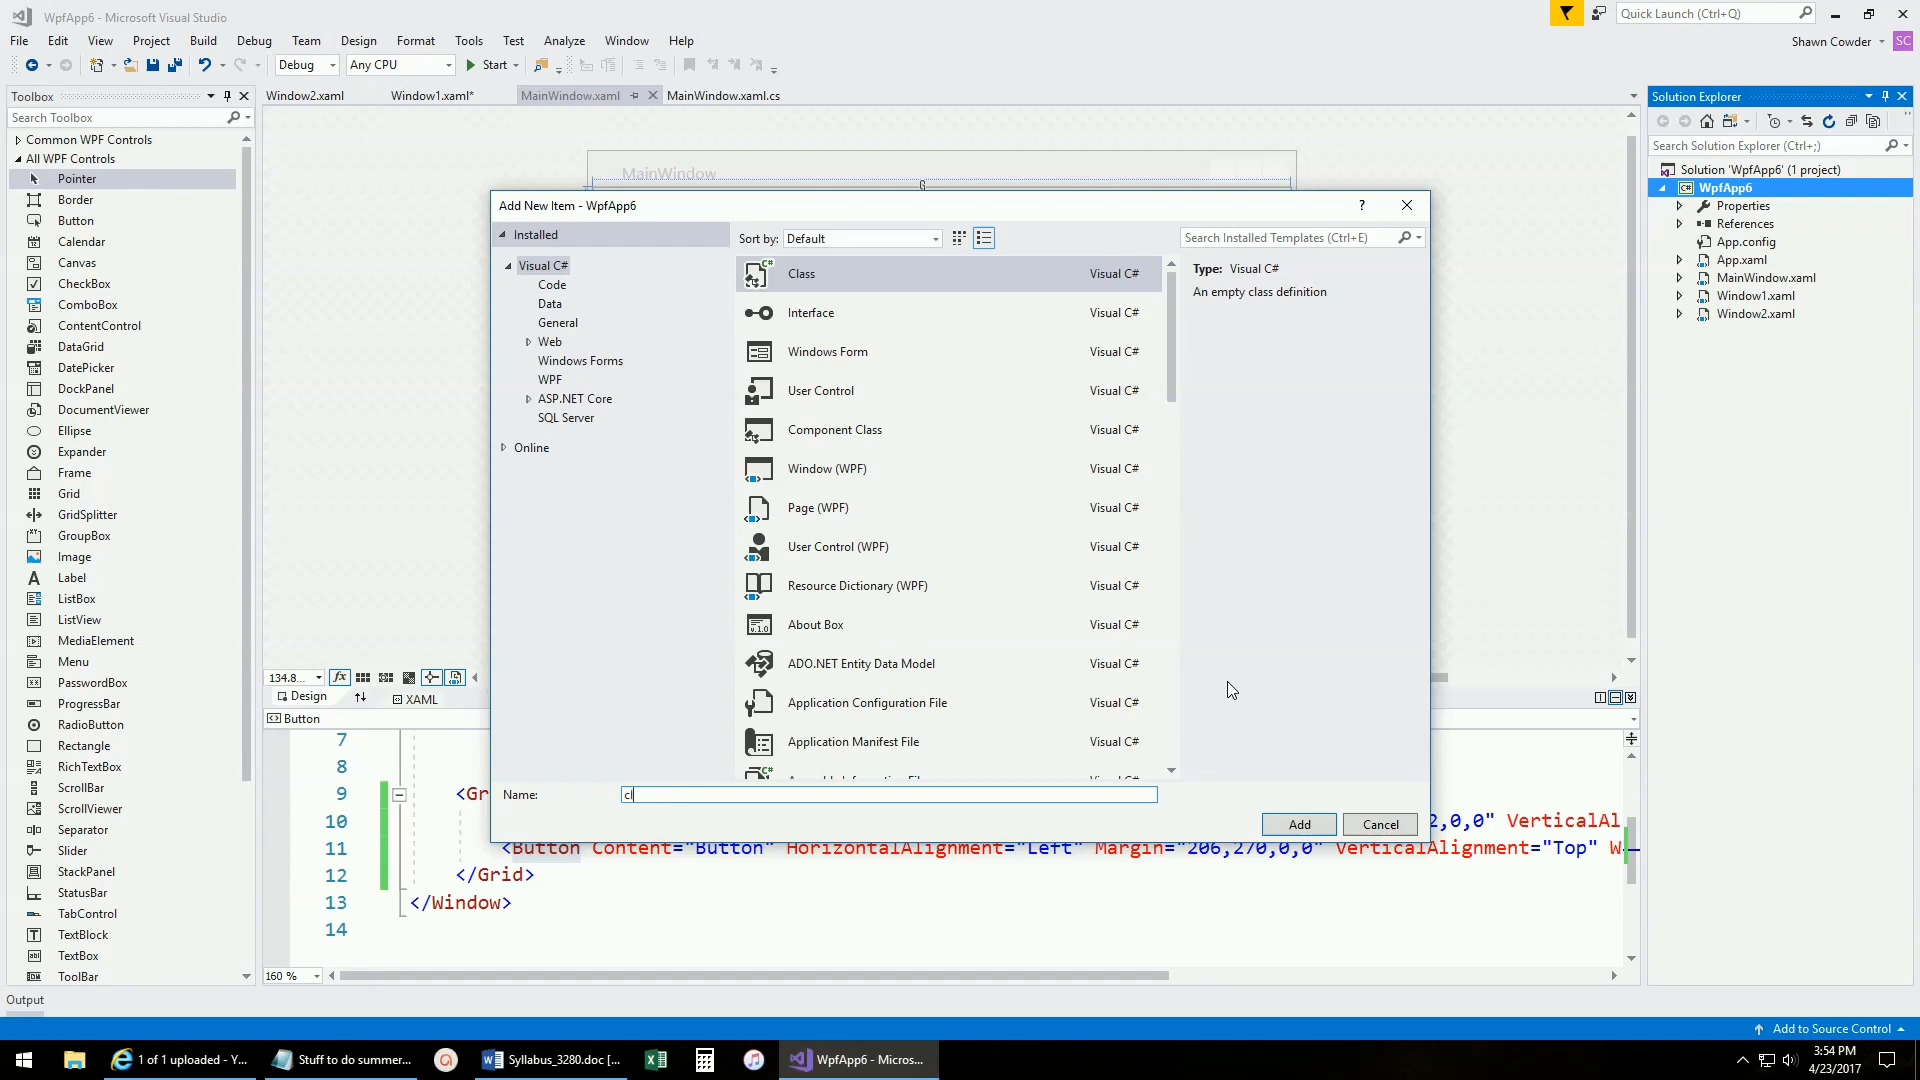 WpfApp6 - Microsoft Visual Studio
Quick Launch (Ctrl+Q)
File Edit View Project Build Debug Team Design Format Tools Test Analyze Window Help
Shawn Cowder SC
Debug Any CPU Start
Toolbox
Window2.xaml Window1.xaml* MainWindow.xaml MainWindow.xaml.cs
Solution Explorer
Search Toolbox
Search Solution Explorer (Ctrl+;)
Common WPF Controls
All WPF Controls
Pointer
Border
Button
Calendar
Canvas
CheckBox
ComboBox
ContentControl
DataGrid
DatePicker
DockPanel
DocumentViewer
Ellipse
Expander
Frame
Grid
GridSplitter
GroupBox
Image
Label
ListBox
ListView
MediaElement
Menu
PasswordBox
ProgressBar
RadioButton
Rectangle
RichTextBox
ScrollBar
ScrollViewer
Separator
Slider
StackPanel
StatusBar
TabControl
TextBlock
TextBox
ToolBar
MainWindow
Add New Item - WpfApp6
Installed
Sort by: Default
Search Installed Templates (Ctrl+E)
Visual C#
Code
Data
General
Web
Windows Forms
WPF
ASP.NET Core
SQL Server
Online
Class Visual C#
Interface Visual C#
Windows Form Visual C#
User Control Visual C#
Component Class Visual C#
Window (WPF) Visual C#
Page (WPF) Visual C#
User Control (WPF) Visual C#
Resource Dictionary (WPF) Visual C#
About Box Visual C#
ADO.NET Entity Data Model Visual C#
Application Configuration File Visual C#
Application Manifest File Visual C#
Type: Visual C#
An empty class definition
Name: cl
Add Cancel
Solution 'WpfApp6' (1 project)
WpfApp6
Properties
References
App.config
App.xaml
MainWindow.xaml
Window1.xaml
Window2.xaml
134.8...
Design XAML
Button
7
8
9 <Gr
10 2,0,0" VerticalAl
11 <Button Content="Button" HorizontalAlignment="Left" Margin="206,270,0,0" VerticalAlignment="Top" W
12 </Grid>
13 </Window>
14
160 %
Output
Add to Source Control
1 of 1 uploaded - Y...
Stuff to do summer...
Syllabus_3280.doc [...
WpfApp6 - Micros...
3:54 PM
4/23/2017